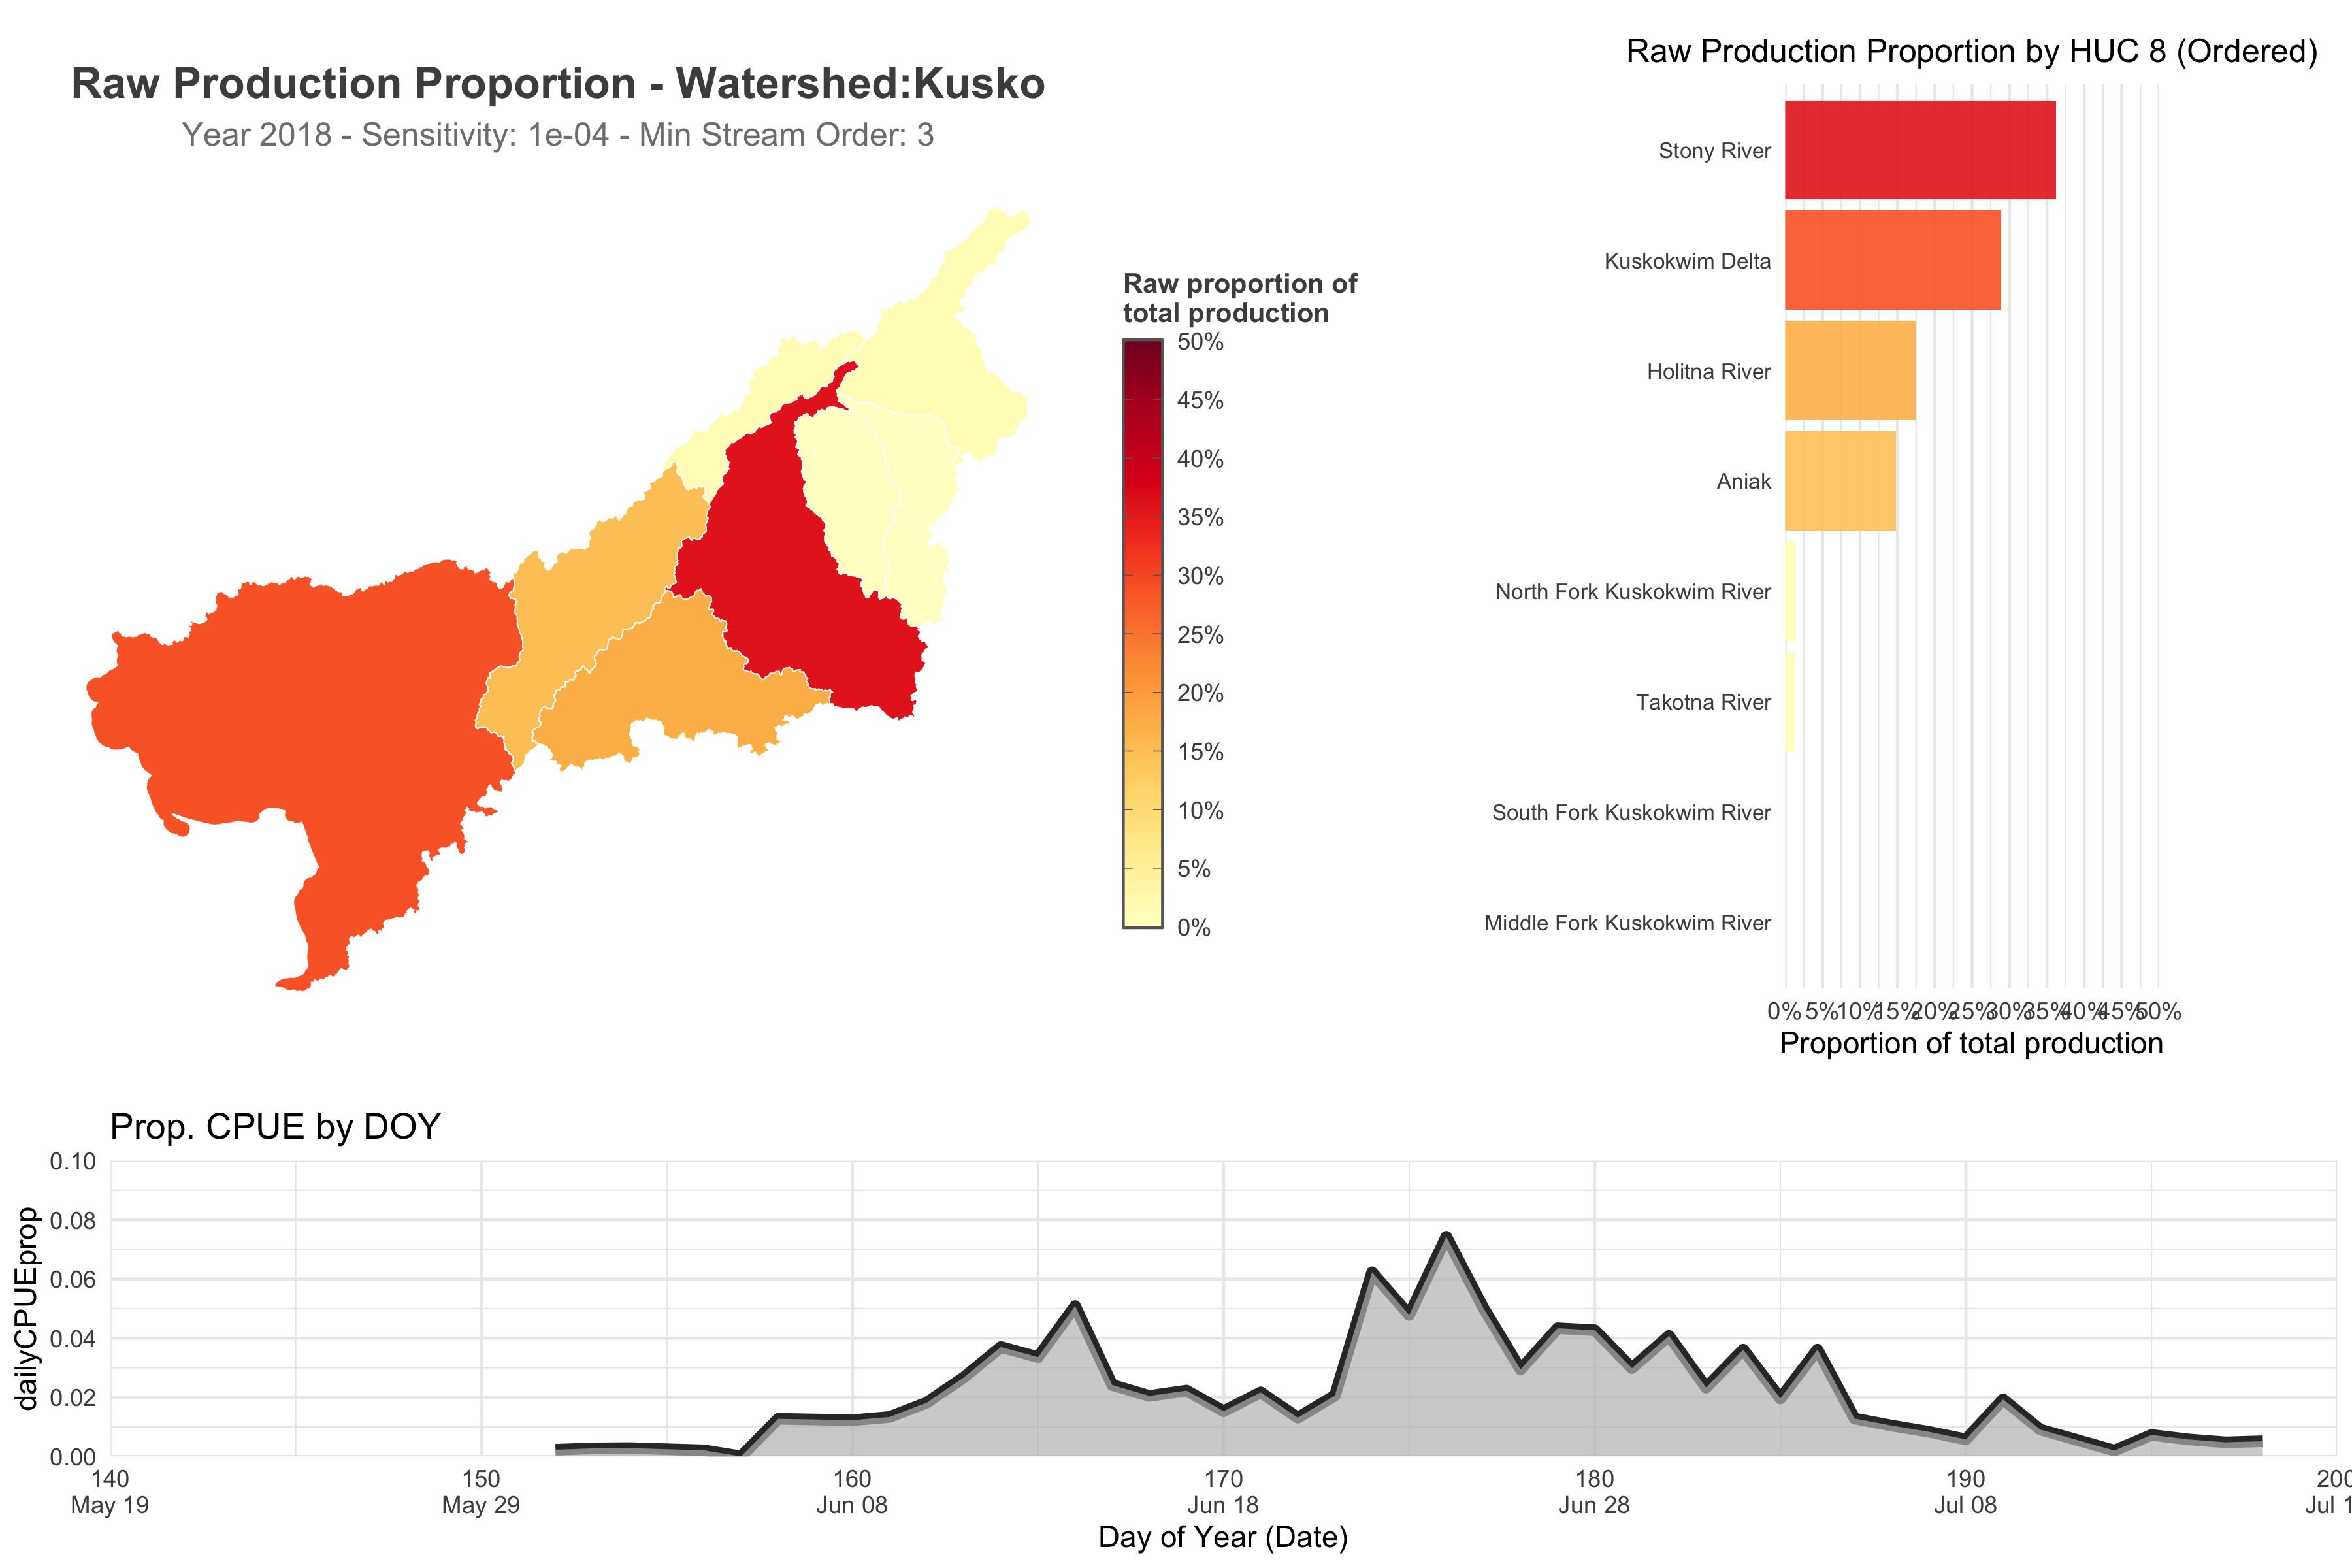 Raw Production Proportion - Watershed:Kusko
Year 2018 - Sensitivity: 1e-04 - Min Stream Order: 3
Raw proportion of
total production
50%
45%
40%
35%
30%
25%
20%
15%
10%
5%
0%
Raw Production Proportion by HUC 8 (Ordered)
Stony River
Kuskokwim Delta
Holitna River
Aniak
North Fork Kuskokwim River
Takotna River
South Fork Kuskokwim River
Middle Fork Kuskokwim River
0% 5% 10% 15% 20% 25% 30% 35% 40% 45% 50%
Proportion of total production
Prop. CPUE by DOY
dailyCPUEprop
0.10
0.08
0.06
0.04
0.02
0.00
140 150 160 170 180 190 200
May 19 May 29 Jun 08 Jun 18 Jun 28 Jul 08 Jul 1
Day of Year (Date)